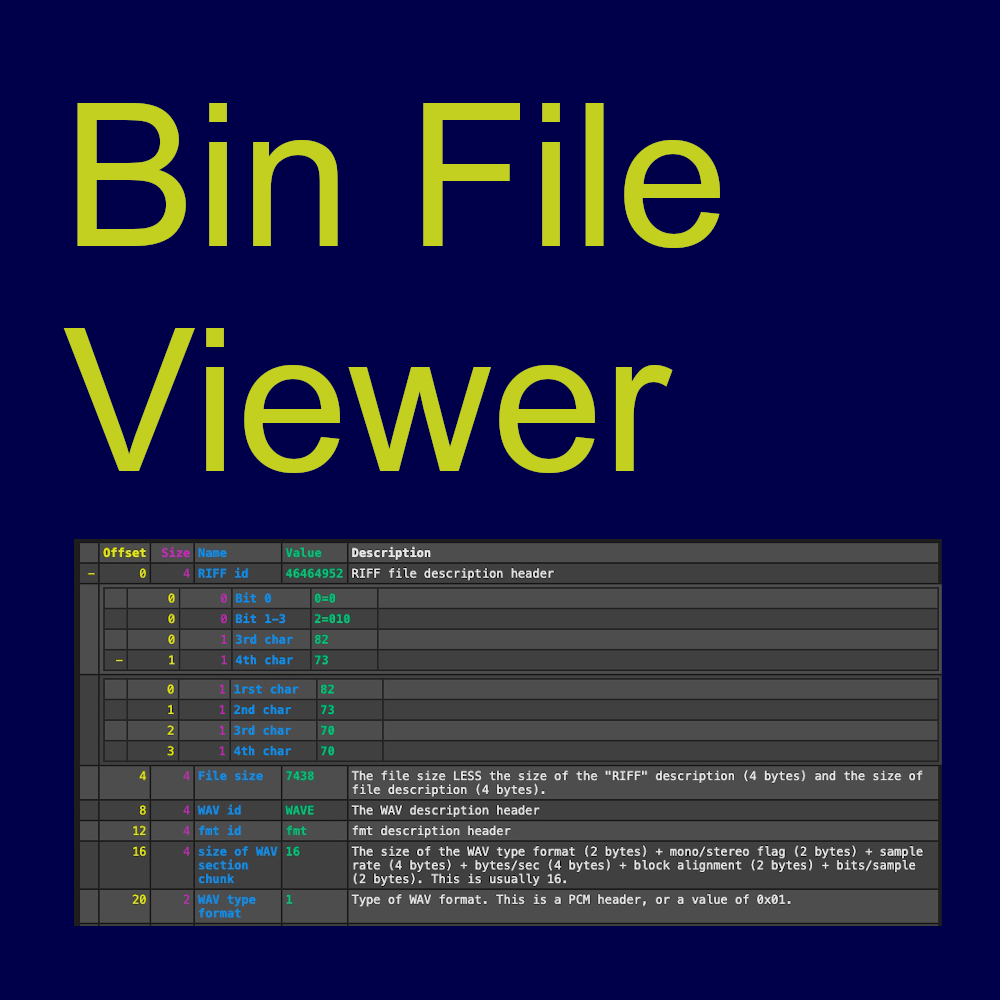 Bin File
Viewer
Offset Size Name Value Description
− 0 4 RIFF id 46464952 RIFF file description header
0 0 Bit 0 0=0
0 0 Bit 1−3 2=010
0 1 3rd char 82
− 1 1 4th char 73
0 1 1rst char 82
1 1 2nd char 73
2 1 3rd char 70
3 1 4th char 70
4 4 File size 7438 The file size LESS the size of the "RIFF" description (4 bytes) and the size of
file description (4 bytes).
8 4 WAV id WAVE The WAV description header
12 4 fmt id fmt fmt description header
16 4 size of WAV 16 The size of the WAV type format (2 bytes) + mono/stereo flag (2 bytes) + sample
section rate (4 bytes) + bytes/sec (4 bytes) + block alignment (2 bytes) + bits/sample
chunk (2 bytes). This is usually 16.
20 2 WAV type 1 Type of WAV format. This is a PCM header, or a value of 0x01.
format